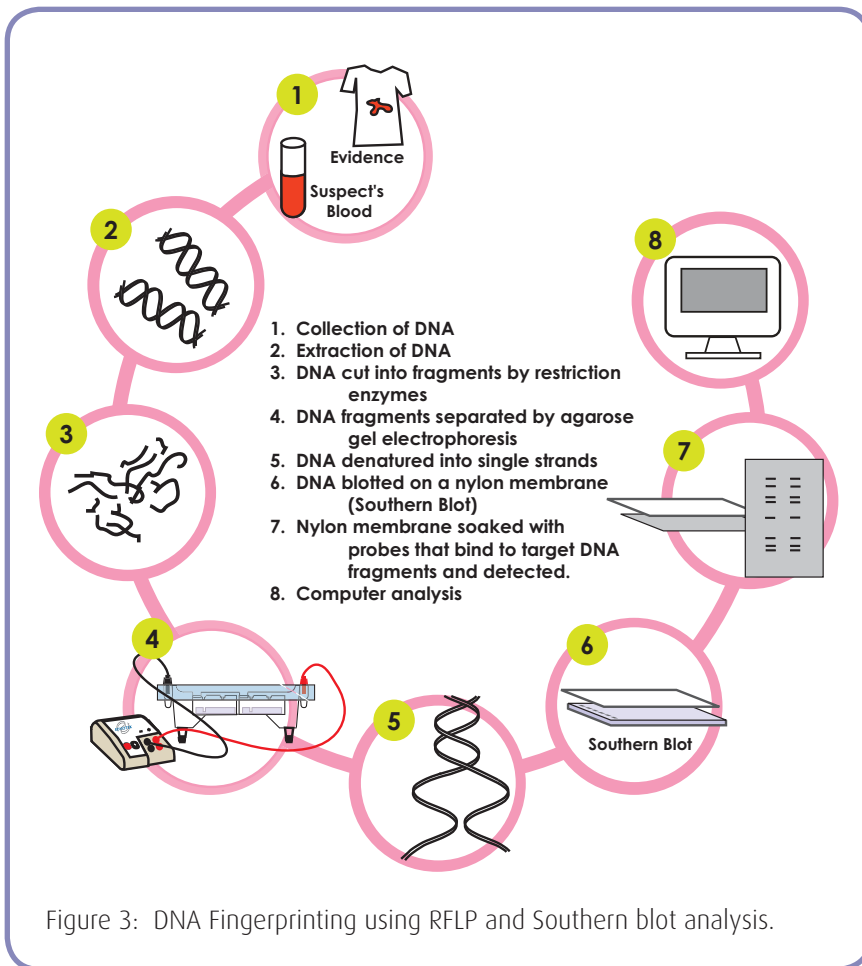 1
Evidence
Suspect's
Blood
2
8
1. Collection of DNA
2. Extraction of DNA
3. DNA cut into fragments by restriction
enzymes
4. DNA fragments separated by agarose
gel electrophoresis
5. DNA denatured into single strands
6. DNA blotted on a nylon membrane
(Southern Blot)
7. Nylon membrane soaked with
probes that bind to target DNA
fragments and detected.
8. Computer analysis
3
7
4
5
6
Southern Blot
Figure 3: DNA Fingerprinting using RFLP and Southern blot analysis.